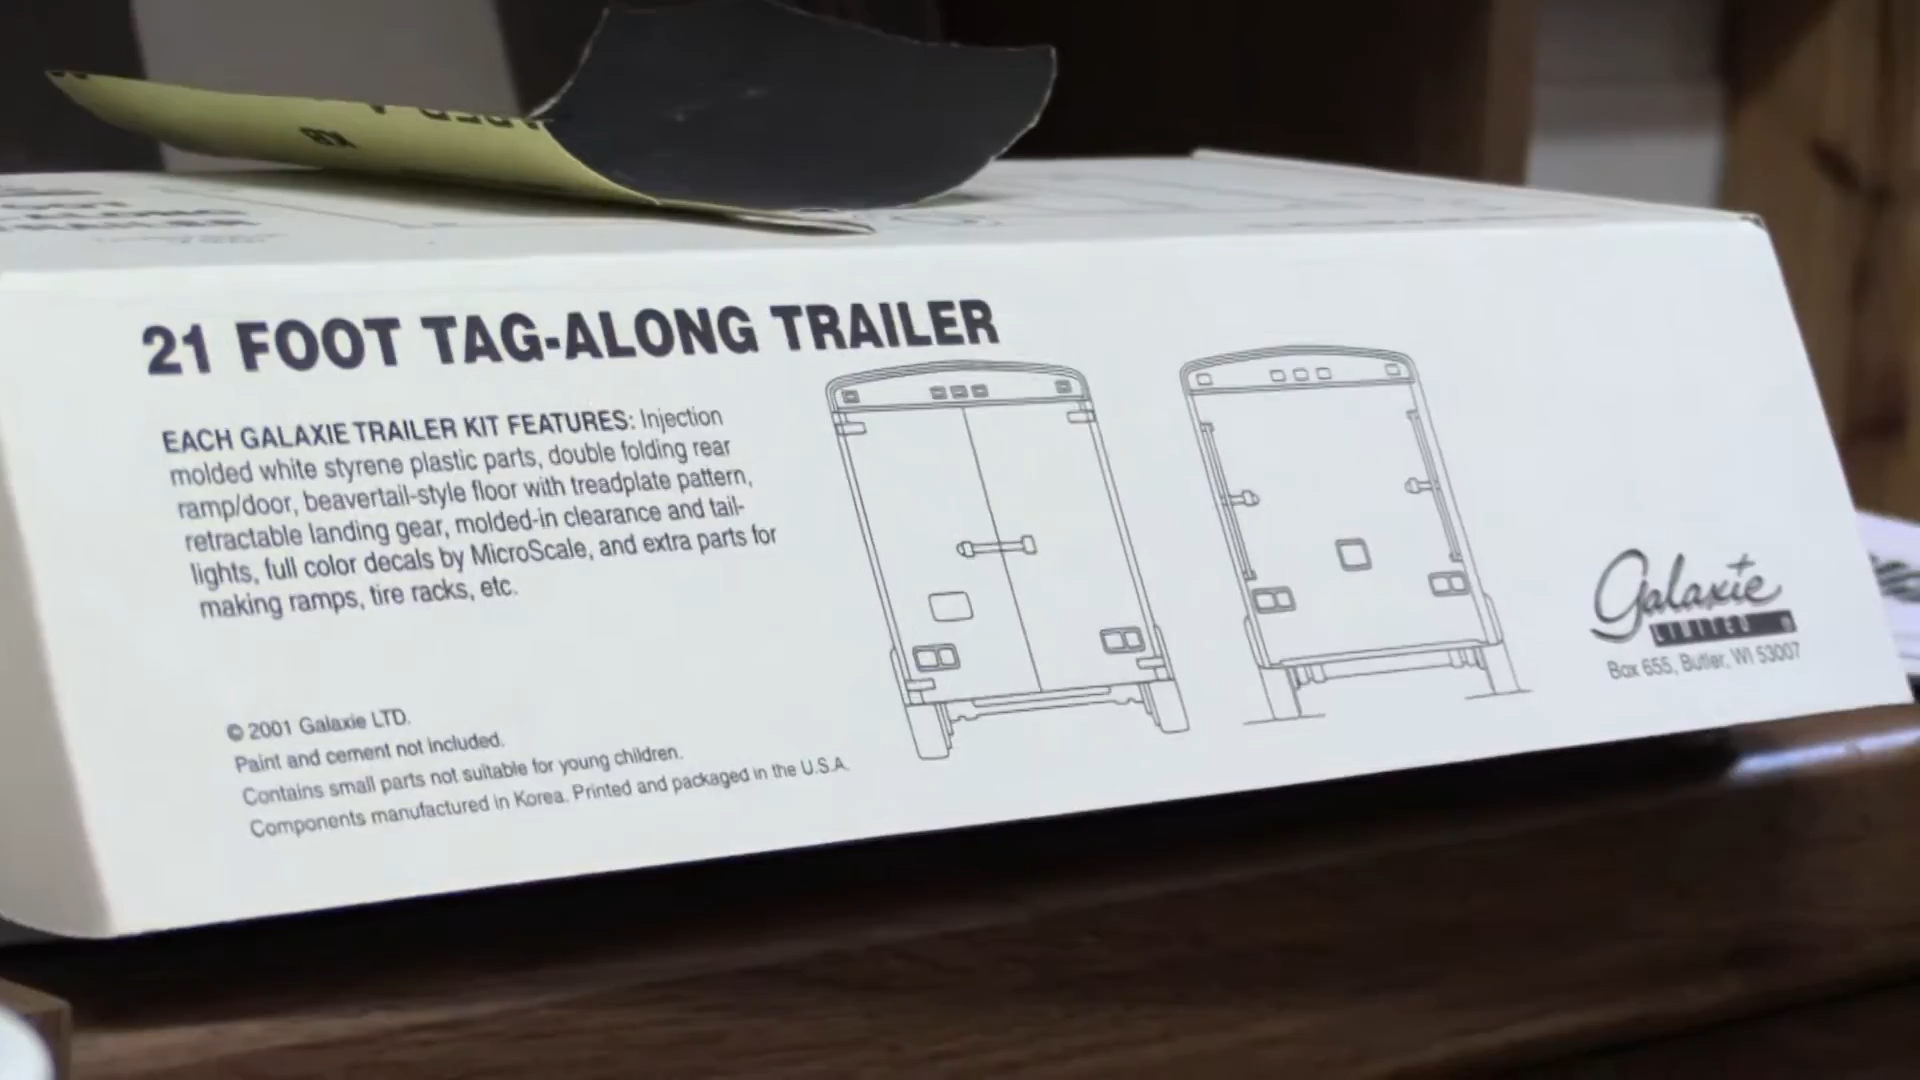 21 FOOT TAG-ALONG TRAILER
EACH GALAXIE TRAILER KIT FEATURES: Injection
molded white styrene plastic parts, double folding rear
ramp/door, beavertail-style floor with treadplate pattern,
retractable landing gear, molded-in clearance and tail-
lights, full color decals by MicroScale, and extra parts for
making ramps, tire racks, etc.
© 2001 Galaxie LTD.
Paint and cement not included.
Contains small parts not suitable for young children.
Components manufactured in Korea. Printed and packaged in the U.S.A.
Galaxie
LIMITED ®
Box 655, Butler, WI 53007